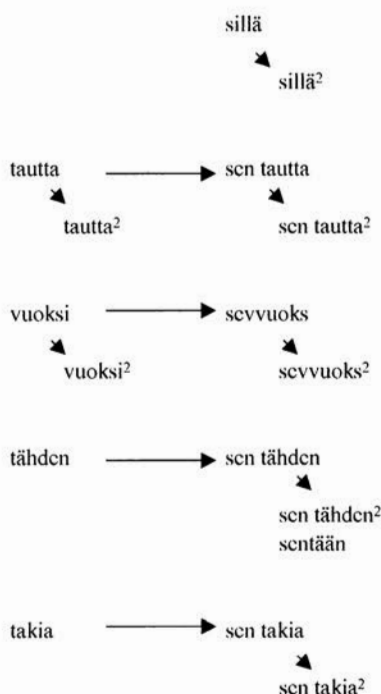 sillä
sillä²
tautta sen tautta
tautta² sen tautta²
vuoksi sevvuoks
vuoksi² sevvuoks²
tähden sen tähden
sen tähden²
sentään
takia sen takia
sen takia²